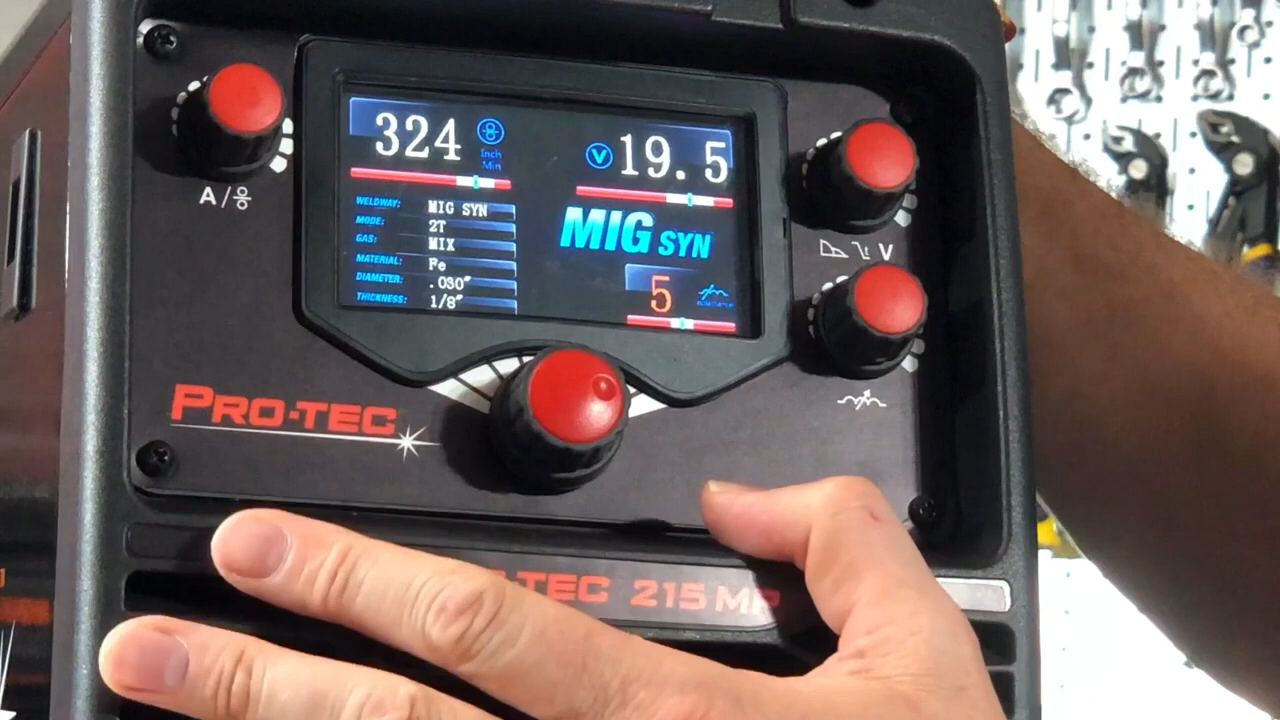 324
Inch
Min
V 19.5
A/
WELDWAY: MIG SYN
MODE: 2T
GAS: MIX
MATERIAL: Fe
DIAMETER: .030"
THICKNESS: 1/8"
MIG SYN
5
V
PRO-TEC
-TEC 215 MP